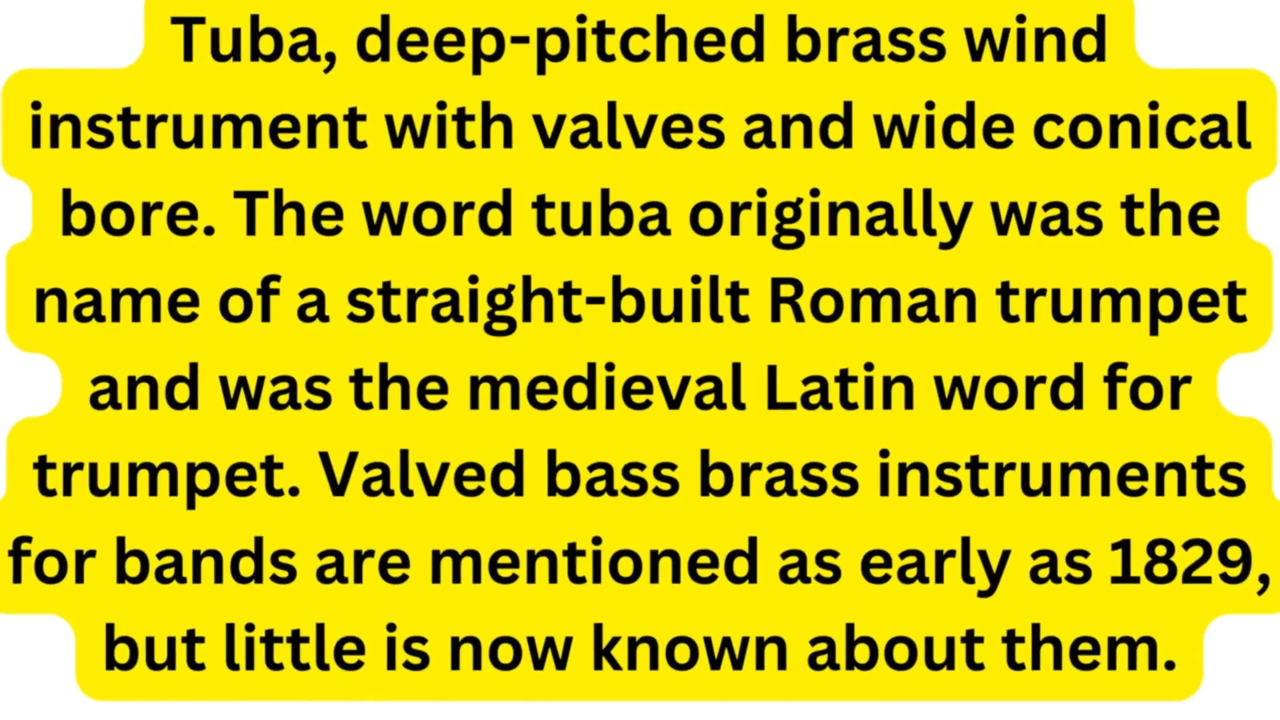 Tuba, deep-pitched brass wind
instrument with valves and wide conical
bore. The word tuba originally was the
name of a straight-built Roman trumpet
and was the medieval Latin word for
trumpet. Valved bass brass instruments
for bands are mentioned as early as 1829,
but little is now known about them.